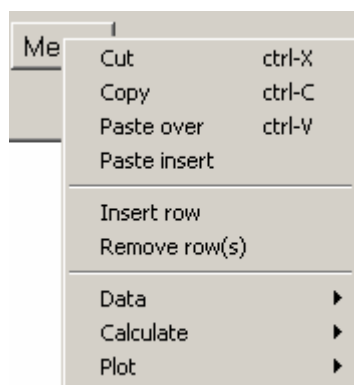 Me
Cut ctrl-X
Copy ctrl-C
Paste over ctrl-V
Paste insert
Insert row
Remove row(s)
Data
Calculate
Plot